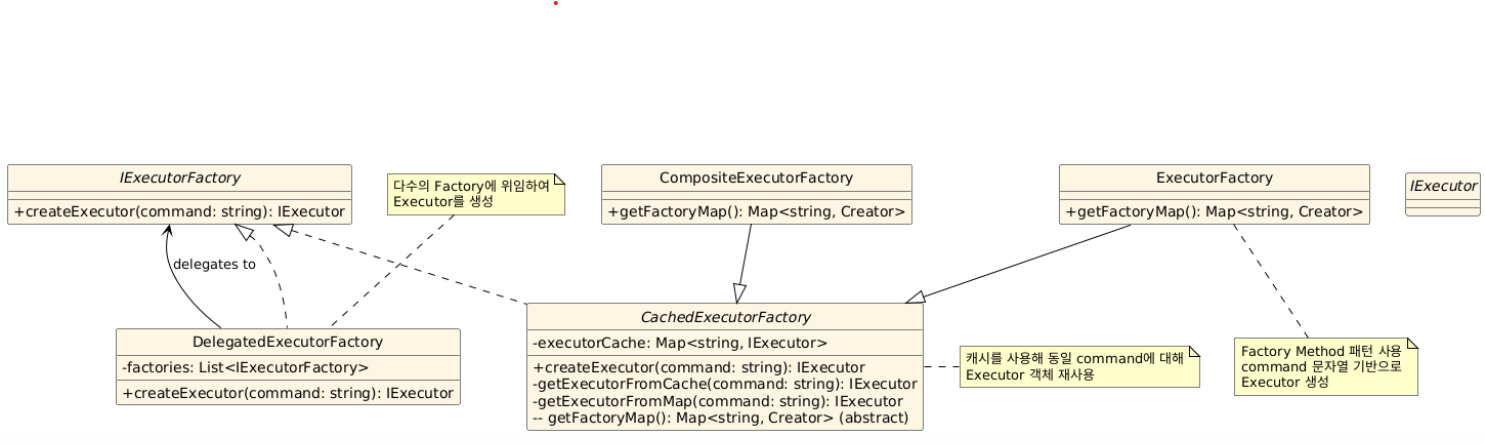 IExecutorFactory
+createExecutor(command: string): IExecutor
다수의 Factory에 위임하여
Executor를 생성
CompositeExecutorFactory
+getFactoryMap(): Map<string, Creator>
ExecutorFactory
+getFactoryMap(): Map<string, Creator>
IExecutor
delegates to
DelegatedExecutorFactory
-factories: List<IExecutorFactory>
+createExecutor(command: string): IExecutor
CachedExecutorFactory
-executorCache: Map<string, IExecutor>
+createExecutor(command: string): IExecutor
-getExecutorFromCache(command: string): IExecutor
-getExecutorFromMap(command: string): IExecutor
-- getFactoryMap(): Map<string, Creator> (abstract)
캐시를 사용해 동일 command에 대해
Executor 객체 재사용
Factory Method 패턴 사용
command 문자열 기반으로
Executor 생성